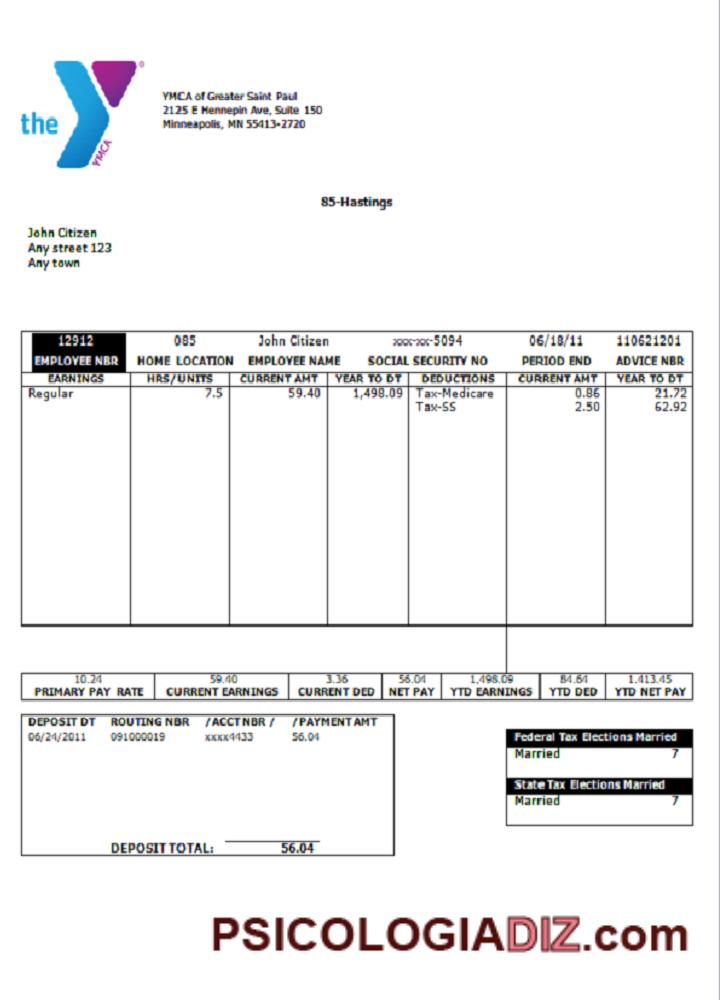 the
YMCA
YMCA of Greater Saint Paul
2125 E Hennepin Ave, Suite 150
Minneapolis, MN 55413-2720
85-Hastings
John Citizen
Any street 123
Any town
12912 085 John Citizen xxx-xx-5094 06/18/11 110621201
EMPLOYEE NBR HOME LOCATION EMPLOYEE NAME SOCIAL SECURITY NO PERIOD END ADVICE NBR
EARNINGS HRS/UNITS CURRENT AMT YEAR TO DT DEDUCTIONS CURRENT AMT YEAR TO DT
Regular 7.5 59.40 1,498.09 Tax-Medicare 0.86 21.72
Tax-SS 2.50 62.92
10.24 59.40 3.36 56.04 1,498.09 84.64 1.413.45
PRIMARY PAY RATE CURRENT EARNINGS CURRENT DED NET PAY YTD EARNINGS YTD DED YTD NET PAY
DEPOSIT DT ROUTING NBR /ACCT NBR / /PAYMENT AMT
06/24/2011 091000019 xxxx4433 56.04
DEPOSIT TOTAL: 56.04
Federal Tax Elections Married
Married 7
State Tax Elections Married
Married 7
PSICOLOGIADIZ.com